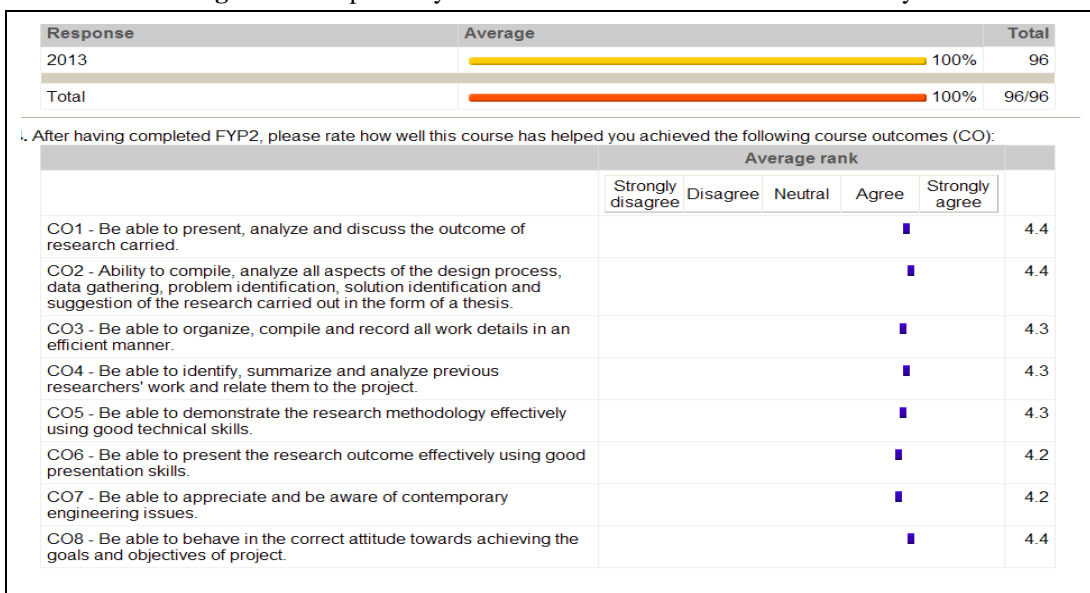 Response Average Total
2013 100% 96
Total 100% 96/96
. After having completed FYP2, please rate how well this course has helped you achieved the following course outcomes (CO):
Average rank
Strongly disagree Disagree Neutral Agree Strongly agree
CO1 - Be able to present, analyze and discuss the outcome of
research carried.
4.4
CO2 - Ability to compile, analyze all aspects of the design process,
data gathering, problem identification, solution identification and
suggestion of the research carried out in the form of a thesis.
4.4
CO3 - Be able to organize, compile and record all work details in an
efficient manner.
4.3
CO4 - Be able to identify, summarize and analyze previous
researchers' work and relate them to the project.
4.3
CO5 - Be able to demonstrate the research methodology effectively
using good technical skills.
4.3
CO6 - Be able to present the research outcome effectively using good
presentation skills.
4.2
CO7 - Be able to appreciate and be aware of contemporary
engineering issues.
4.2
CO8 - Be able to behave in the correct attitude towards achieving the
goals and objectives of project.
4.4